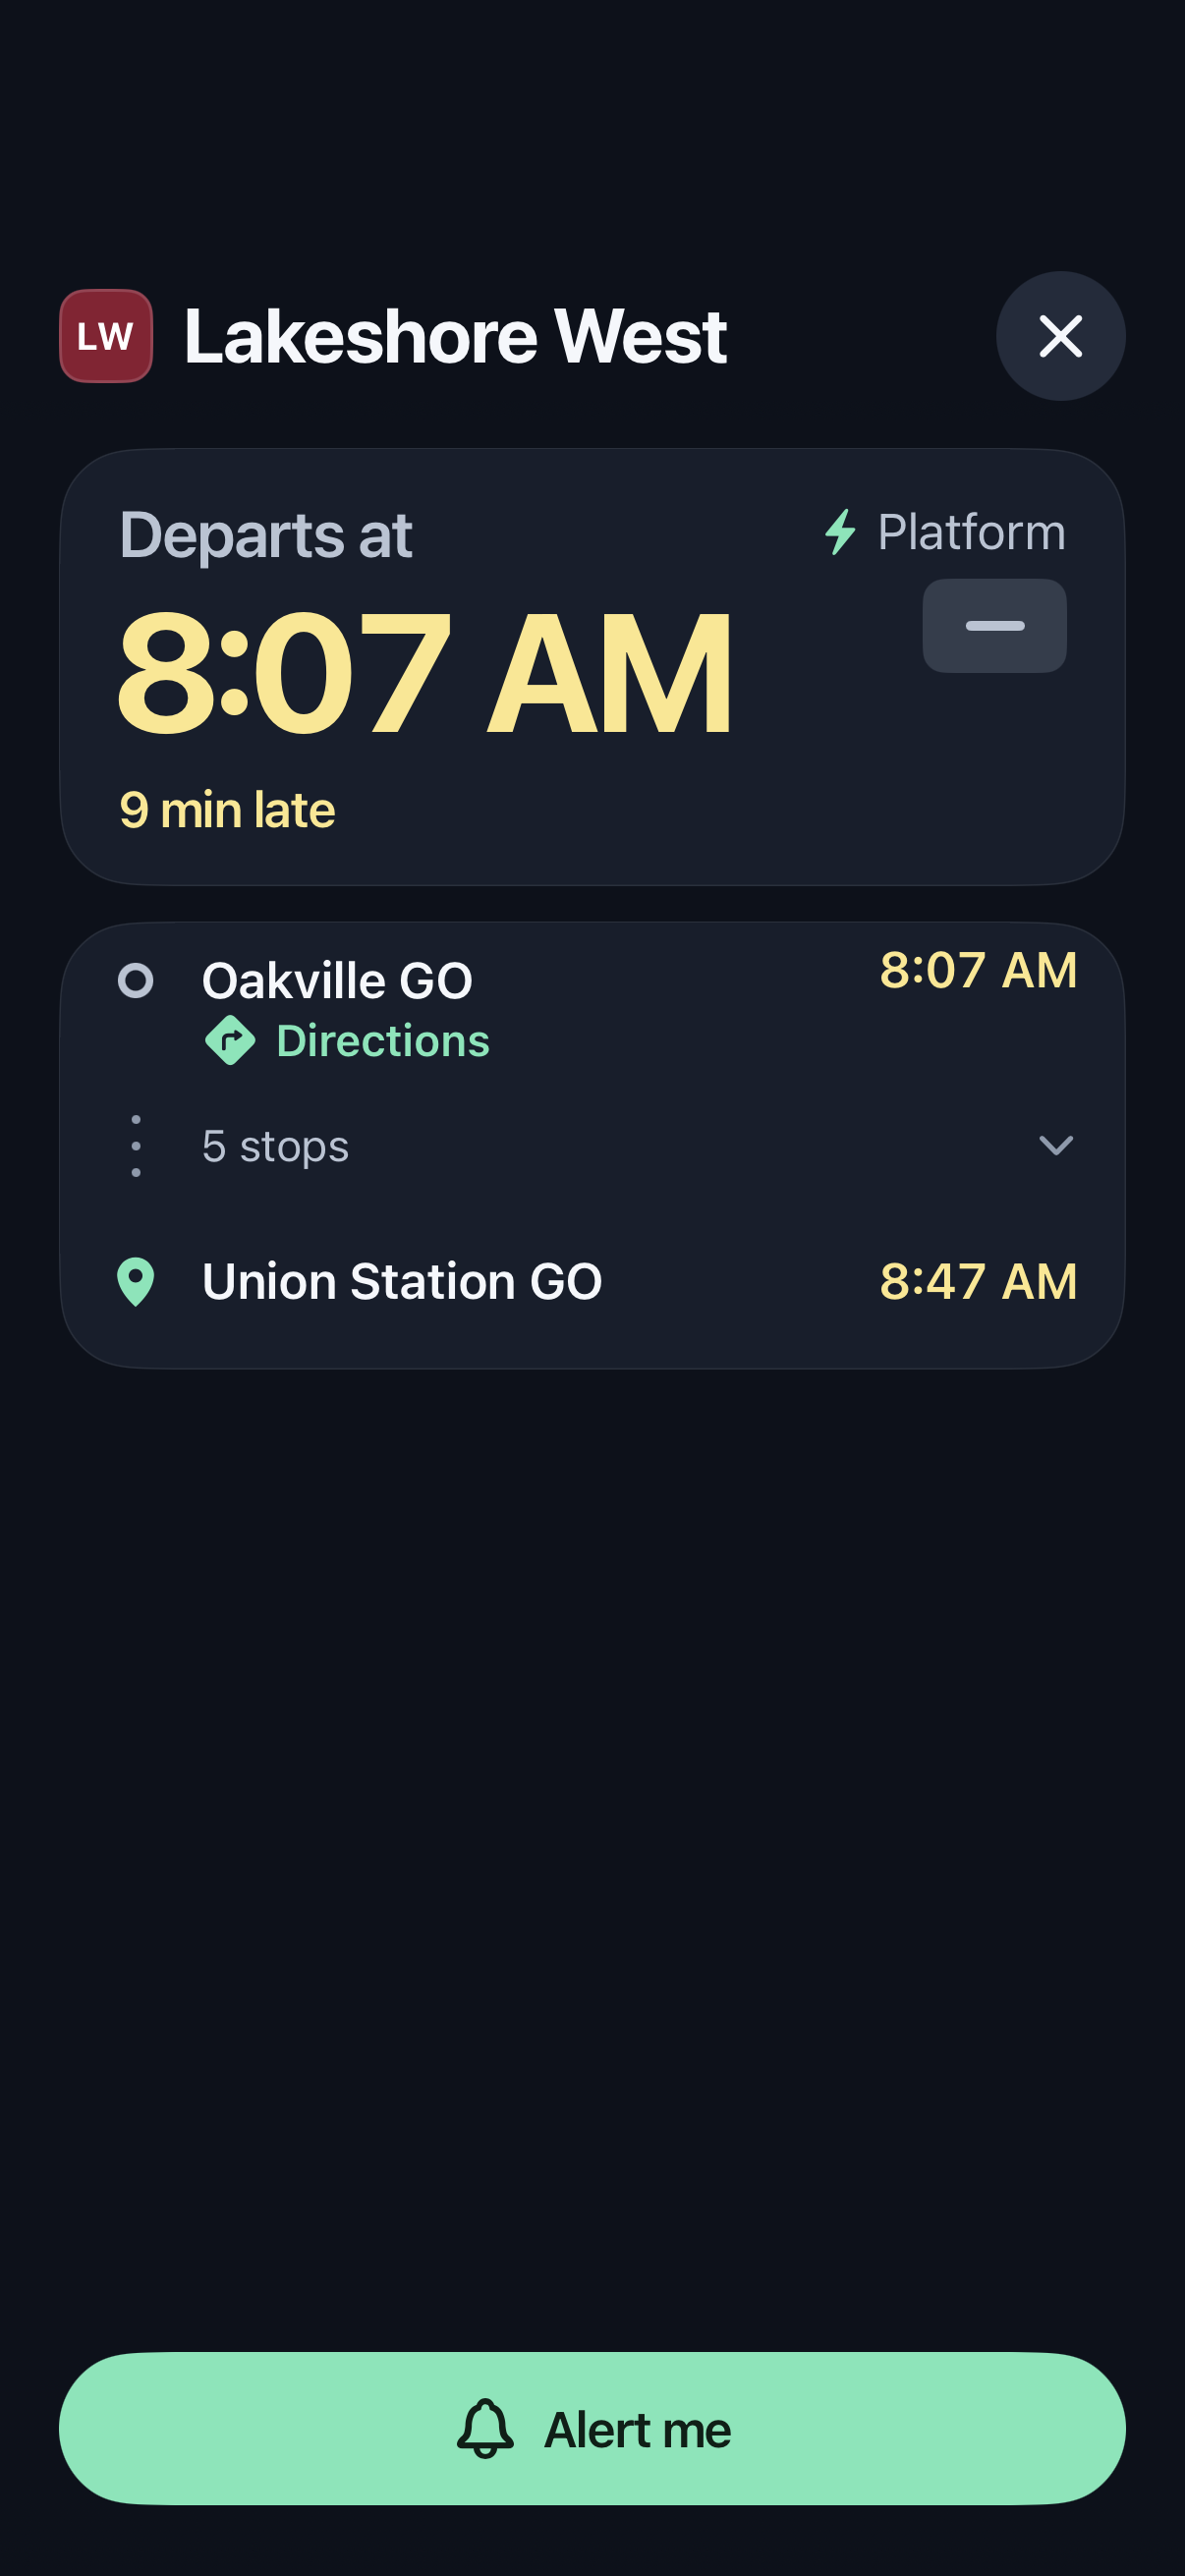 LW Lakeshore West
Departs at
Platform
8:07 AM
—
9 min late
Oakville GO
8:07 AM
Directions
5 stops
Union Station GO
8:47 AM
Alert me